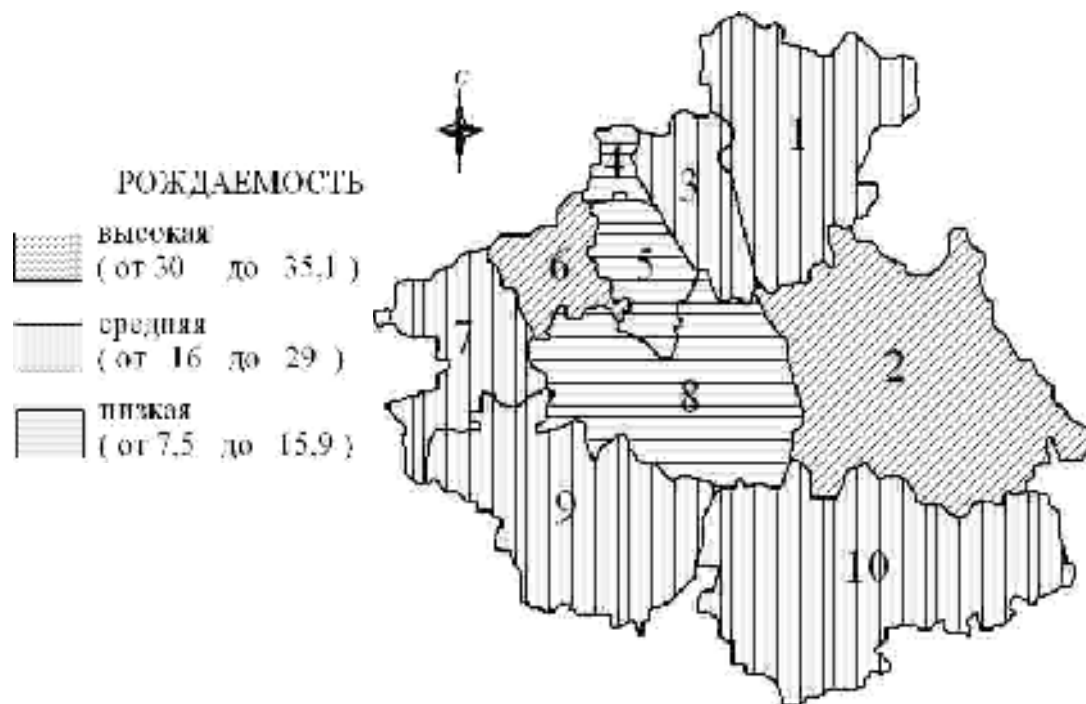 С
РОЖДАЕМОСТЬ
высокая
( от 30 до 35,1 )
средняя
( от 16 до 29 )
низкая
( от 7,5 до 15,9 )
1
4
3
6
5
7
2
8
9
10